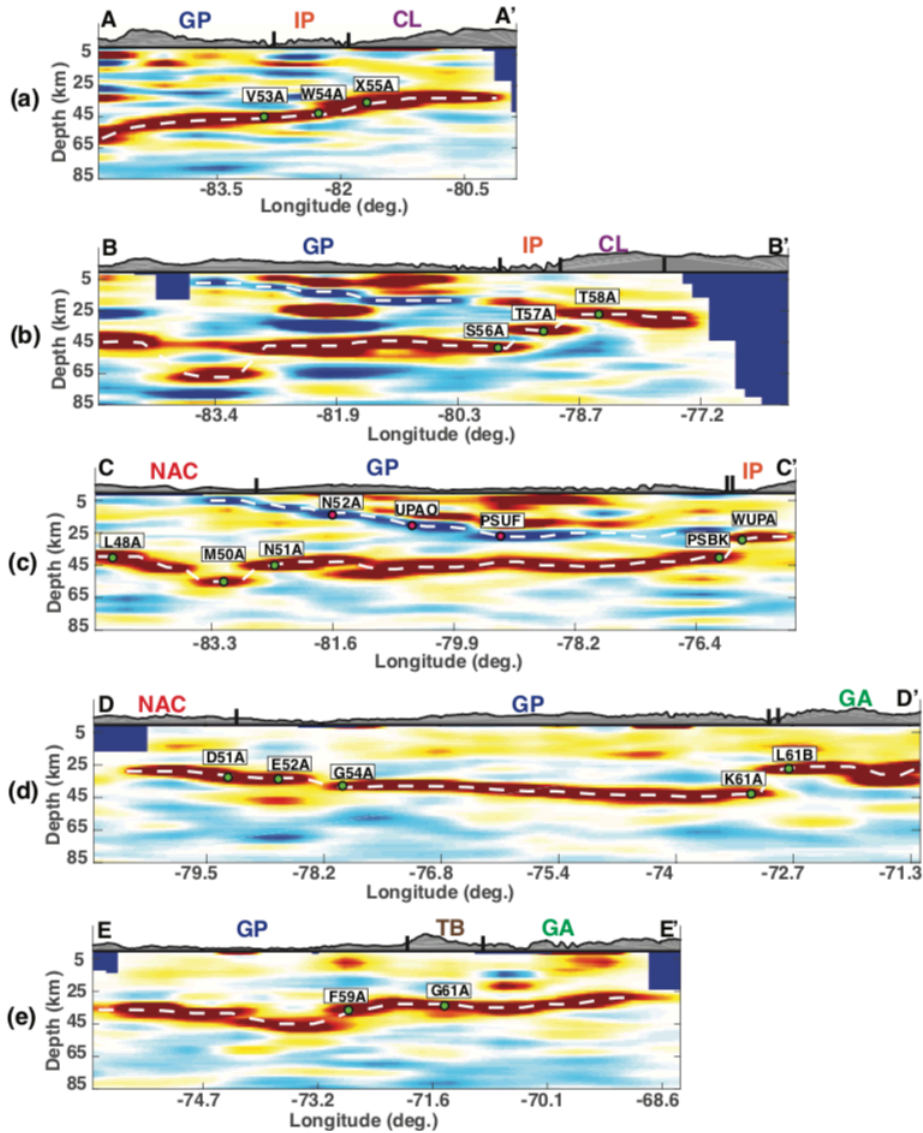 A GP IP CL A'
(a)
Depth (km)
5
25
45
65
85
V53A W54A X55A
-83.5 -82 -80.5
Longitude (deg.)
B GP IP CL B'
(b)
Depth (km)
5
25
45
65
85
S56A T57A T58A
-83.4 -81.9 -80.3 -78.7 -77.2
Longitude (deg.)
C NAC GP IP C'
(c)
Depth (km)
5
25
45
65
85
L48A M50A N51A N52A UPAO PSUF PSBK WUPA
-83.3 -81.6 -79.9 -78.2 -76.4
Longitude (deg.)
D NAC GP GA D'
(d)
Depth (km)
5
25
45
65
85
D51A E52A G54A K61A L61B
-79.5 -78.2 -76.8 -75.4 -74 -72.7 -71.3
Longitude (deg.)
E GP TB GA E'
(e)
Depth (km)
5
25
45
65
85
F59A G61A
-74.7 -73.2 -71.6 -70.1 -68.6
Longitude (deg.)